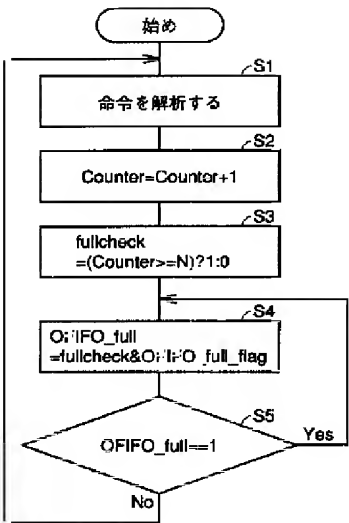 始め
S1
命令を解析する
S2
Counter=Counter+1
S3
fullcheck
=(Counter>=N)?1:0
S4
OFIFO_full
=fullcheck&OFIFO_full_flag
S5
OFIFO_full==1
Yes
No